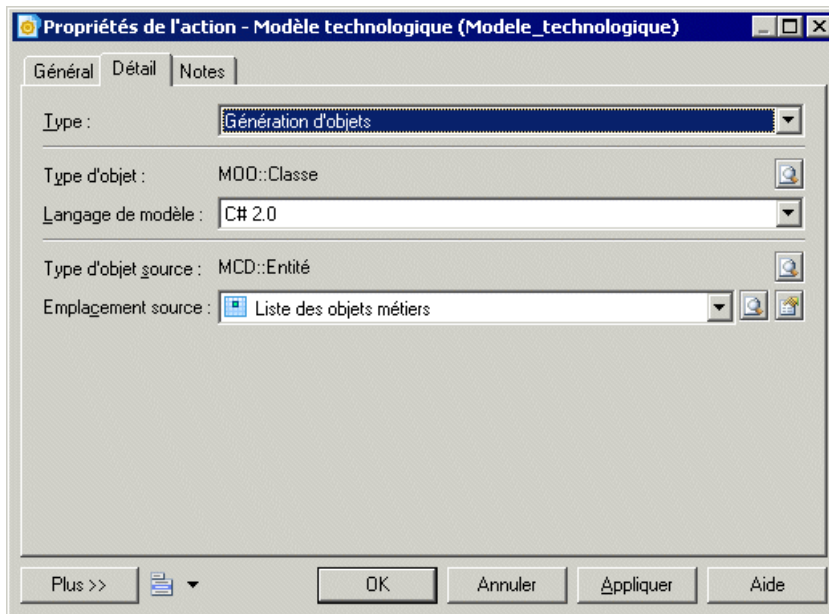 Propriétés de l'action - Modèle technologique (Modele_technologique)
Général Détail Notes
Type : Génération d'objets
Type d'objet : MOO::Classe
Langage de modèle : C# 2.0
Type d'objet source : MCD::Entité
Emplacement source : Liste des objets métiers
Plus >> OK Annuler Appliquer Aide